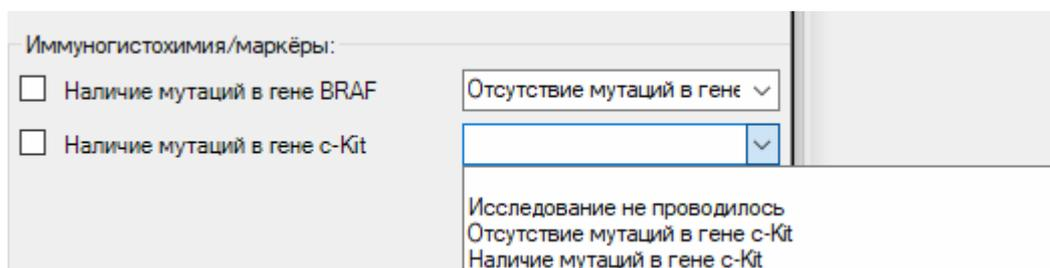 Иммуногистохимия/маркёры:
Наличие мутаций в гене BRAF
Отсутствие мутаций в гене
Наличие мутаций в гене c-Kit
Исследование не проводилось
Отсутствие мутаций в гене c-Kit
Наличие мутаций в гене c-Kit